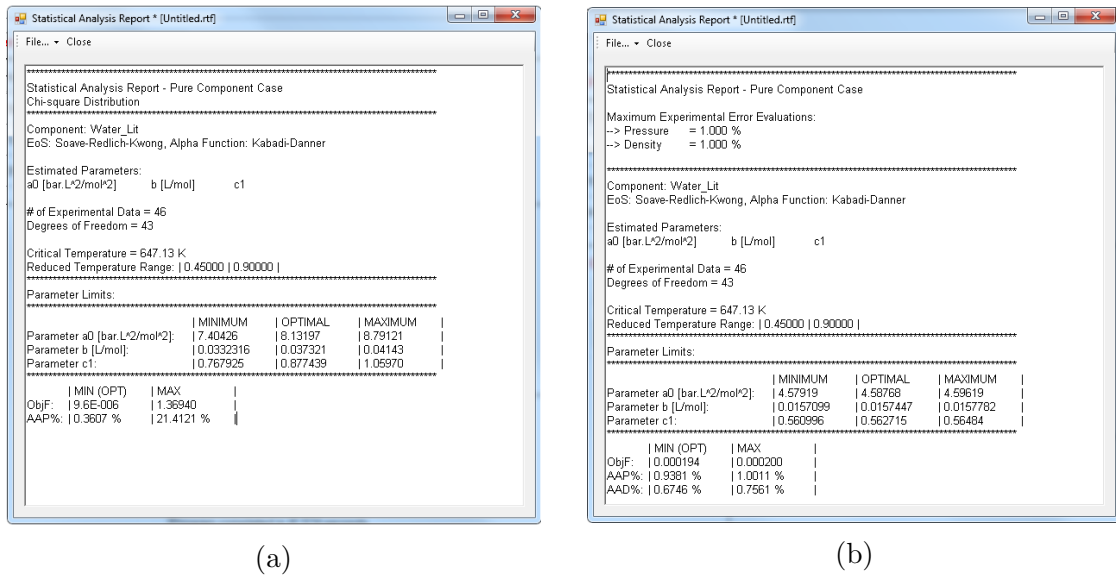 Statistical Analysis Report * [Untitled.rtf]
File... Close
********************************************************************************
Statistical Analysis Report - Pure Component Case
Chi-square Distribution
********************************************************************************
Component: Water_Lit
EoS: Soave-Redlich-Kwong, Alpha Function: Kabadi-Danner
Estimated Parameters:
a0 [bar.L^2/mol^2] b [L/mol] c1
# of Experimental Data = 46
Degrees of Freedom = 43
Critical Temperature = 647.13 K
Reduced Temperature Range: | 0.45000 | 0.90000 |
********************************************************************************
Parameter Limits:
********************************************************************************
| MINIMUM | OPTIMAL | MAXIMUM |
Parameter a0 [bar.L^2/mol^2]: | 7.40426 | 8.13197 | 8.79121 |
Parameter b [L/mol]: | 0.0332316 | 0.037321 | 0.04143 |
Parameter c1: | 0.767925 | 0.877439 | 1.05970 |
********************************************************************************
| MIN (OPT) | MAX |
ObjF: | 9.6E-006 | 1.36940 |
AAP%: | 0.3607 % | 21.4121 % |
(a)
Statistical Analysis Report * [Untitled.rtf]
File... Close
********************************************************************************
Statistical Analysis Report - Pure Component Case
Maximum Experimental Error Evaluations:
--> Pressure = 1.000 %
--> Density = 1.000 %
********************************************************************************
Component: Water_Lit
EoS: Soave-Redlich-Kwong, Alpha Function: Kabadi-Danner
Estimated Parameters:
a0 [bar.L^2/mol^2] b [L/mol] c1
# of Experimental Data = 46
Degrees of Freedom = 43
Critical Temperature = 647.13 K
Reduced Temperature Range: | 0.45000 | 0.90000 |
********************************************************************************
Parameter Limits:
********************************************************************************
| MINIMUM | OPTIMAL | MAXIMUM |
Parameter a0 [bar.L^2/mol^2]: | 4.57919 | 4.58768 | 4.59619 |
Parameter b [L/mol]: | 0.0157099 | 0.0157447 | 0.0157782 |
Parameter c1: | 0.560996 | 0.562715 | 0.56484 |
********************************************************************************
| MIN (OPT) | MAX |
ObjF: | 0.000194 | 0.000200 |
AAP%: | 0.9381 % | 1.0011 % |
AAD%: | 0.6746 % | 0.7561 % |
(b)